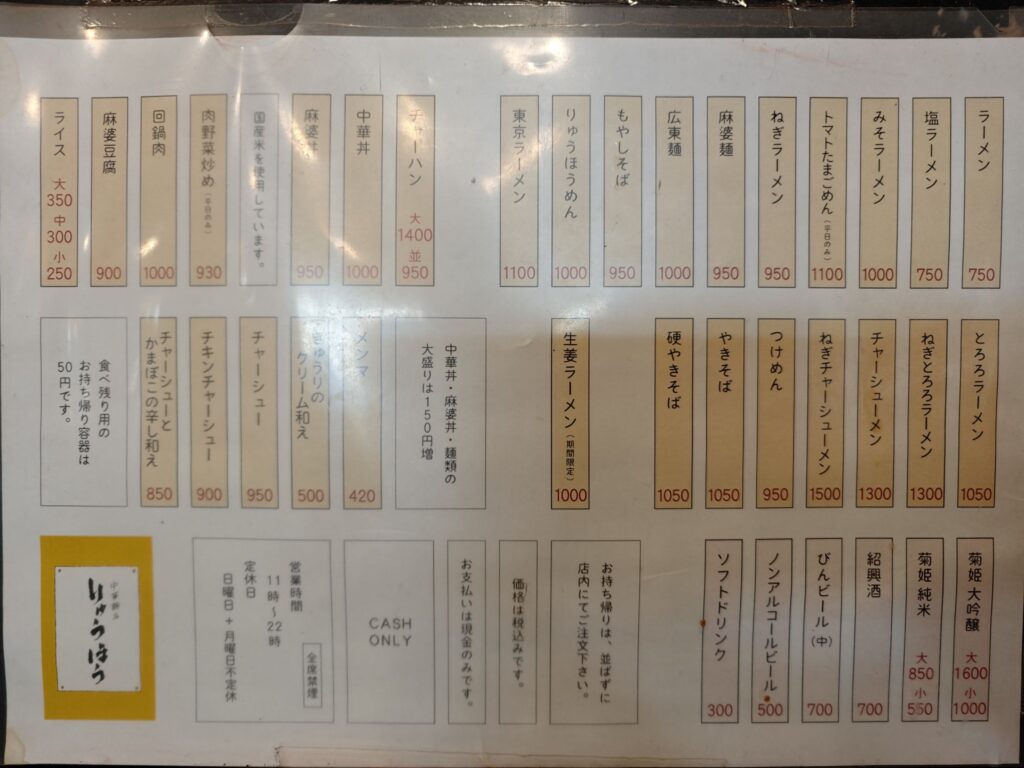 ラーメン 750
塩ラーメン 750
みそラーメン 1000
トマトたまごめん(平日のみ) 1100
ねぎラーメン 950
麻婆麺 950
広東麺 1000
もやしそば 950
りゅうほうめん 1000
東京ラーメン 1100
チャーハン 大 1400 並 950
中華丼 1000
麻婆丼 950
国産米を使用しています。
肉野菜炒め(平日のみ) 930
回鍋肉 1000
麻婆豆腐 900
ライス 大 350 中 300 小 250
とろろラーメン 1050
ねぎとろろラーメン 1300
チャーシューメン 1300
ねぎチャーシューメン 1500
つけめん 950
やきそば 1050
硬やきそば 1050
生姜ラーメン(期間限定) 1000
中華丼・麻婆丼・麺類の
大盛りは150円増
メンマ 420
きゅうりの
クリーム和え 500
チャーシュー 950
チキンチャーシュー 900
チャーシューと
かまぼこの辛し和え 850
食べ残り用の
お持ち帰り容器は
50円です。
菊姫 大吟醸 大 1600 小 1000
菊姫 純米 大 850 小 550
紹興酒 700
びんビール(中) 700
ノンアルコールビール 500
ソフトドリンク 300
お持ち帰りは、並ばずに
店内にてご注文下さい。
価格は税込みです。
お支払いは現金のみです。
CASH
ONLY
営業時間
11時〜22時
定休日
日曜日+月曜日不定休
全席禁煙
りゅうほう